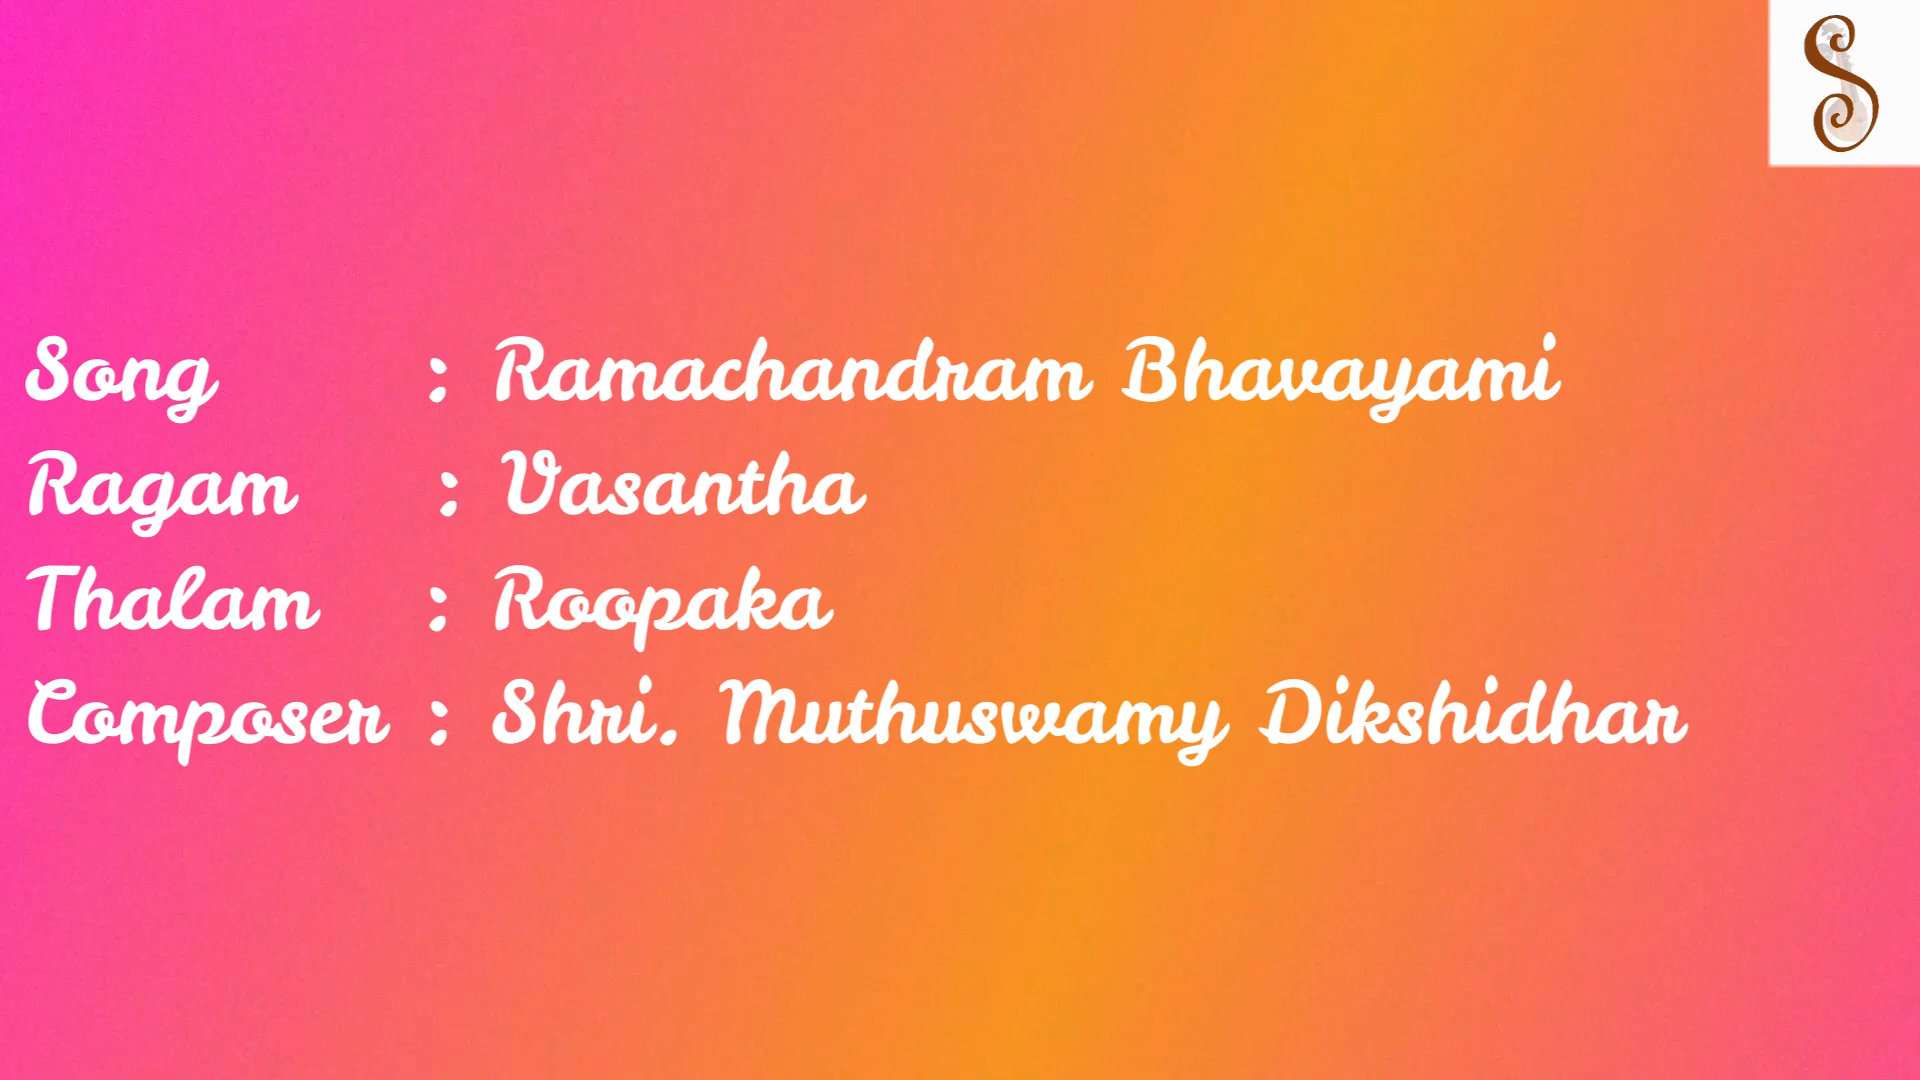 Song : Ramachandram Bhavayami
Ragam : Vasantha
Thalam : Roopaka
Composer : Shri. Muthuswamy Dikshidhar
S